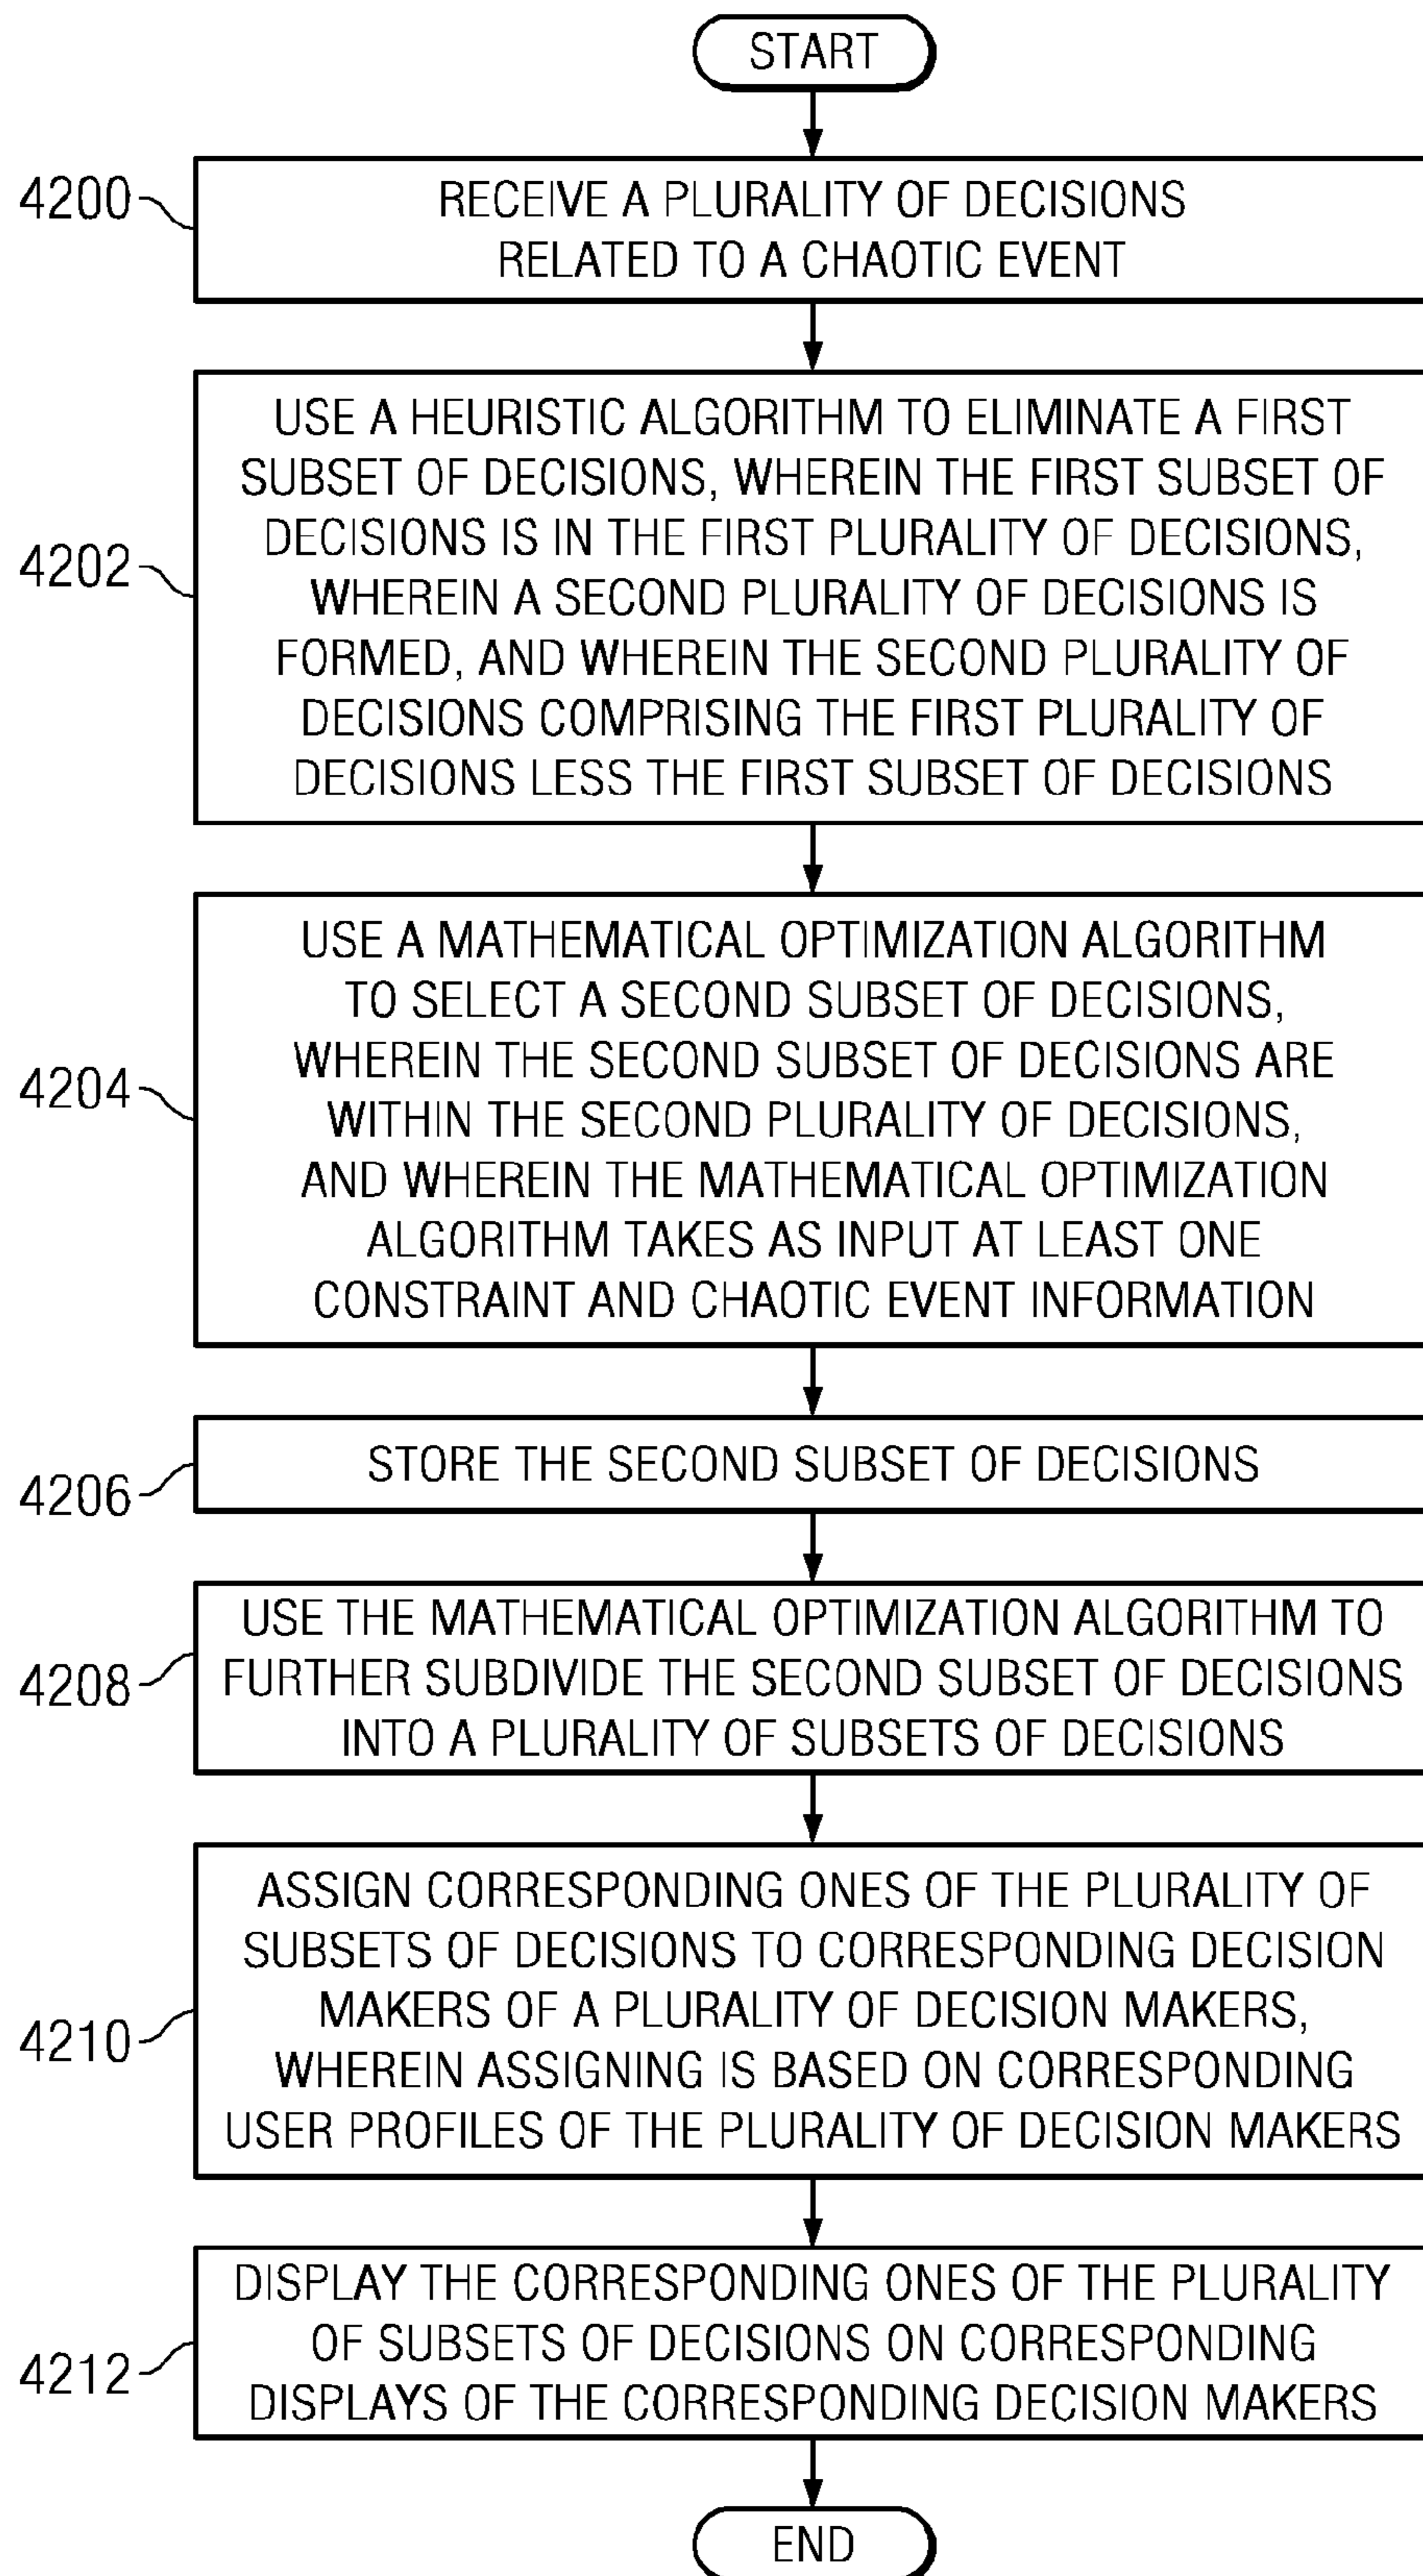 START
4200
RECEIVE A PLURALITY OF DECISIONS
RELATED TO A CHAOTIC EVENT
4202
USE A HEURISTIC ALGORITHM TO ELIMINATE A FIRST
SUBSET OF DECISIONS, WHEREIN THE FIRST SUBSET OF
DECISIONS IS IN THE FIRST PLURALITY OF DECISIONS,
WHEREIN A SECOND PLURALITY OF DECISIONS IS
FORMED, AND WHEREIN THE SECOND PLURALITY OF
DECISIONS COMPRISING THE FIRST PLURALITY OF
DECISIONS LESS THE FIRST SUBSET OF DECISIONS
4204
USE A MATHEMATICAL OPTIMIZATION ALGORITHM
TO SELECT A SECOND SUBSET OF DECISIONS,
WHEREIN THE SECOND SUBSET OF DECISIONS ARE
WITHIN THE SECOND PLURALITY OF DECISIONS,
AND WHEREIN THE MATHEMATICAL OPTIMIZATION
ALGORITHM TAKES AS INPUT AT LEAST ONE
CONSTRAINT AND CHAOTIC EVENT INFORMATION
4206
STORE THE SECOND SUBSET OF DECISIONS
4208
USE THE MATHEMATICAL OPTIMIZATION ALGORITHM TO
FURTHER SUBDIVIDE THE SECOND SUBSET OF DECISIONS
INTO A PLURALITY OF SUBSETS OF DECISIONS
4210
ASSIGN CORRESPONDING ONES OF THE PLURALITY OF
SUBSETS OF DECISIONS TO CORRESPONDING DECISION
MAKERS OF A PLURALITY OF DECISION MAKERS,
WHEREIN ASSIGNING IS BASED ON CORRESPONDING
USER PROFILES OF THE PLURALITY OF DECISION MAKERS
4212
DISPLAY THE CORRESPONDING ONES OF THE PLURALITY
OF SUBSETS OF DECISIONS ON CORRESPONDING
DISPLAYS OF THE CORRESPONDING DECISION MAKERS
END